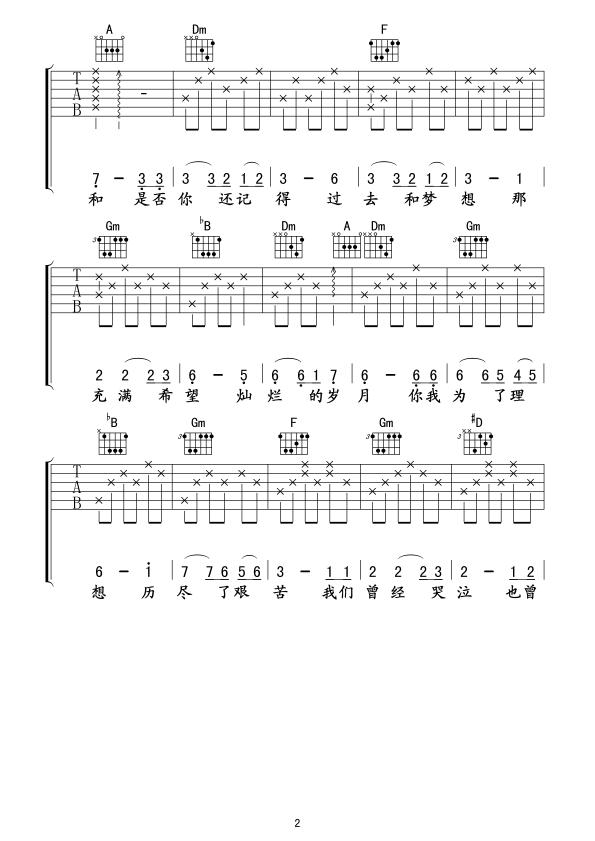 A Dm F
T A B
7 – 3 3 | 3 3 2 1 2 | 3 – 6 | 3 3 2 1 2 | 3 – 1
和 是否 你 还记 得 过 去 和梦 想 那
Gm ♭B Dm A Dm Gm
3 3
T A B
2 2 2 3 | 6 – 5 | 6 6 1 7 | 6 – 6 6 | 6 6 5 4 5
充 满 希 望 灿 烂 的岁 月 你我 为 了理
♭B Gm F Gm ♯D
3 3
T A B
6 – 1 | 7 7 6 5 6 | 3 – 1 1 | 2 2 2 3 | 2 – 1 2
想 历 尽 了艰 苦 我们 曾 经 哭 泣 也曾
2